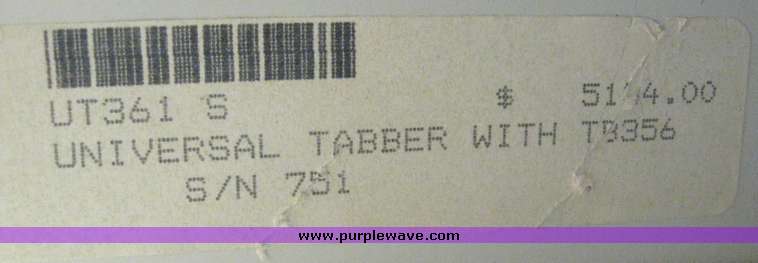 UT361 S $
UNIVERSAL TABBER WITH TB356
S/N 751
www.purplewave.com